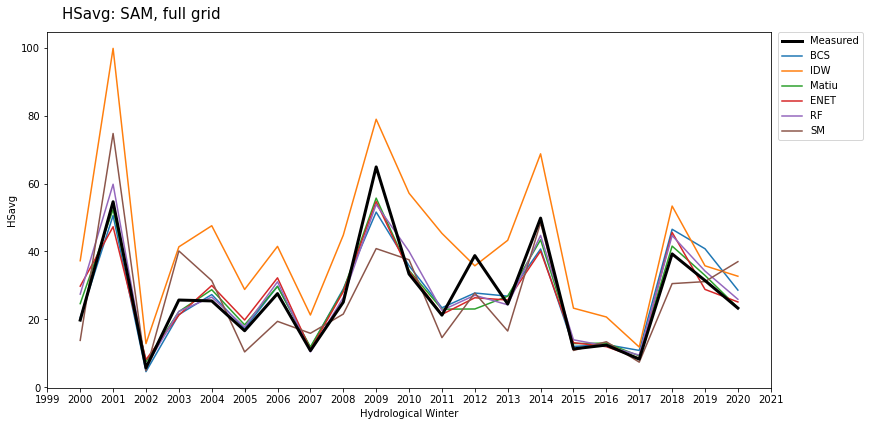 HSavg: SAM, full grid
100
80
60
40
20
0
HSavg
1999 2000 2001 2002 2003 2004 2005 2006 2007 2008 2009 2010 2011 2012 2013 2014 2015 2016 2017 2018 2019 2020 2021
Hydrological Winter
Measured
BCS
IDW
Matiu
ENET
RF
SM